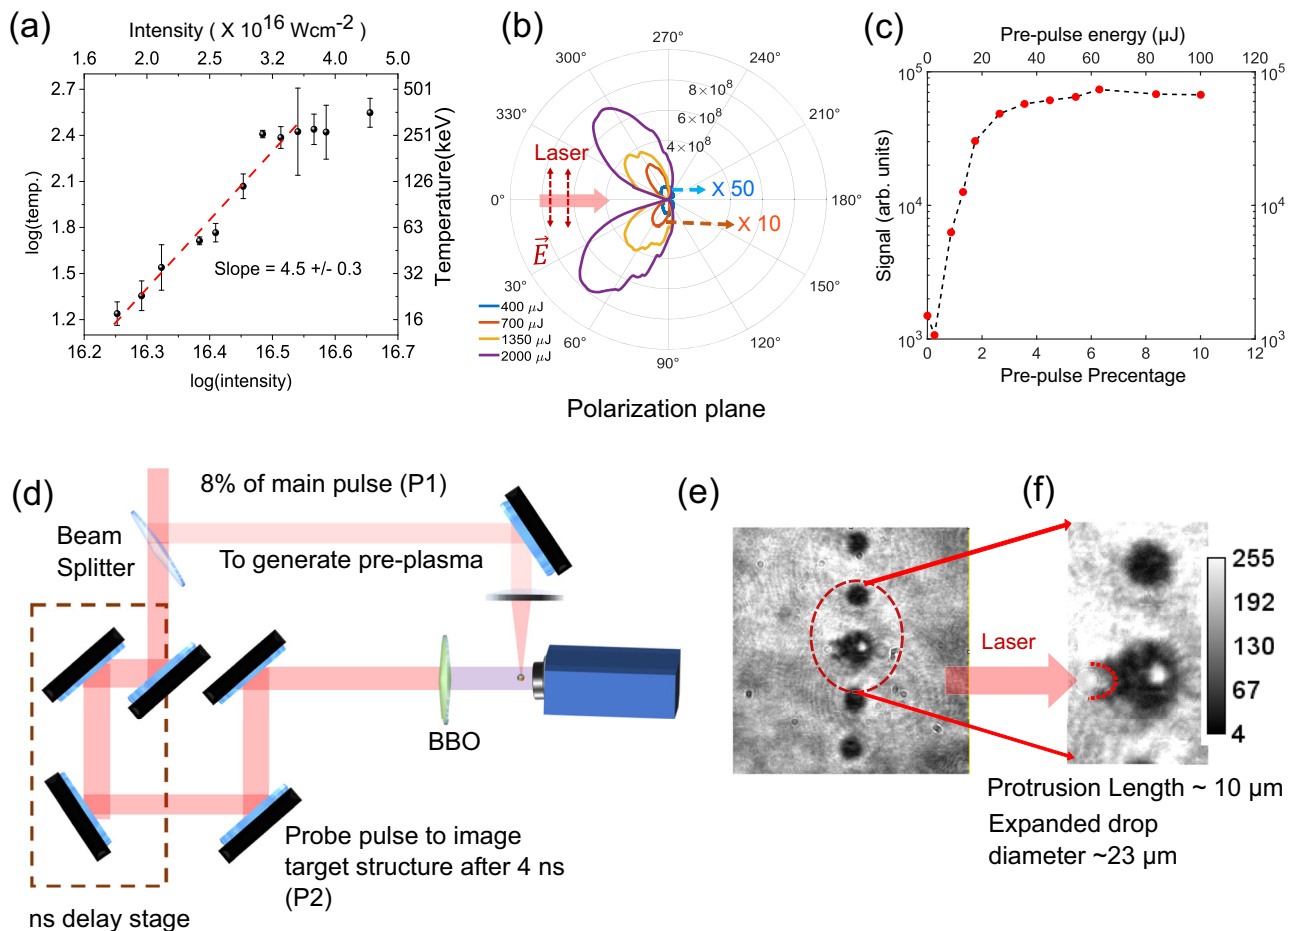 (a)
Intensity ( X 10^16 Wcm^-2 )
1.6 2.1 2.5 3.2 4.0 5.0
2.7
2.4
2.1
1.8
1.5
1.2
log(temp.)
501
251
126
63
32
16
Temperature(keV)
Slope = 4.5 +/- 0.3
16.2 16.3 16.4 16.5 16.6 16.7
log(intensity)
(b)
270°
300° 240°
330° 210°
0° 180°
30° 150°
60° 120°
90°
8×10^8
6×10^8
4×10^8
Laser
E
X 50
X 10
400 μJ
700 μJ
1350 μJ
2000 μJ
Polarization plane
(c)
Pre-pulse energy (μJ)
0 20 40 60 80 100 120
10^5 10^5
10^4 10^4
10^3 10^3
Signal (arb. units)
0 2 4 6 8 10 12
Pre-pulse Precentage
(d)
8% of main pulse (P1)
Beam
Splitter
To generate pre-plasma
BBO
Probe pulse to image
target structure after 4 ns
(P2)
ns delay stage
(e)
(f)
Laser
255
192
130
67
4
Protrusion Length ~ 10 μm
Expanded drop
diameter ~23 μm